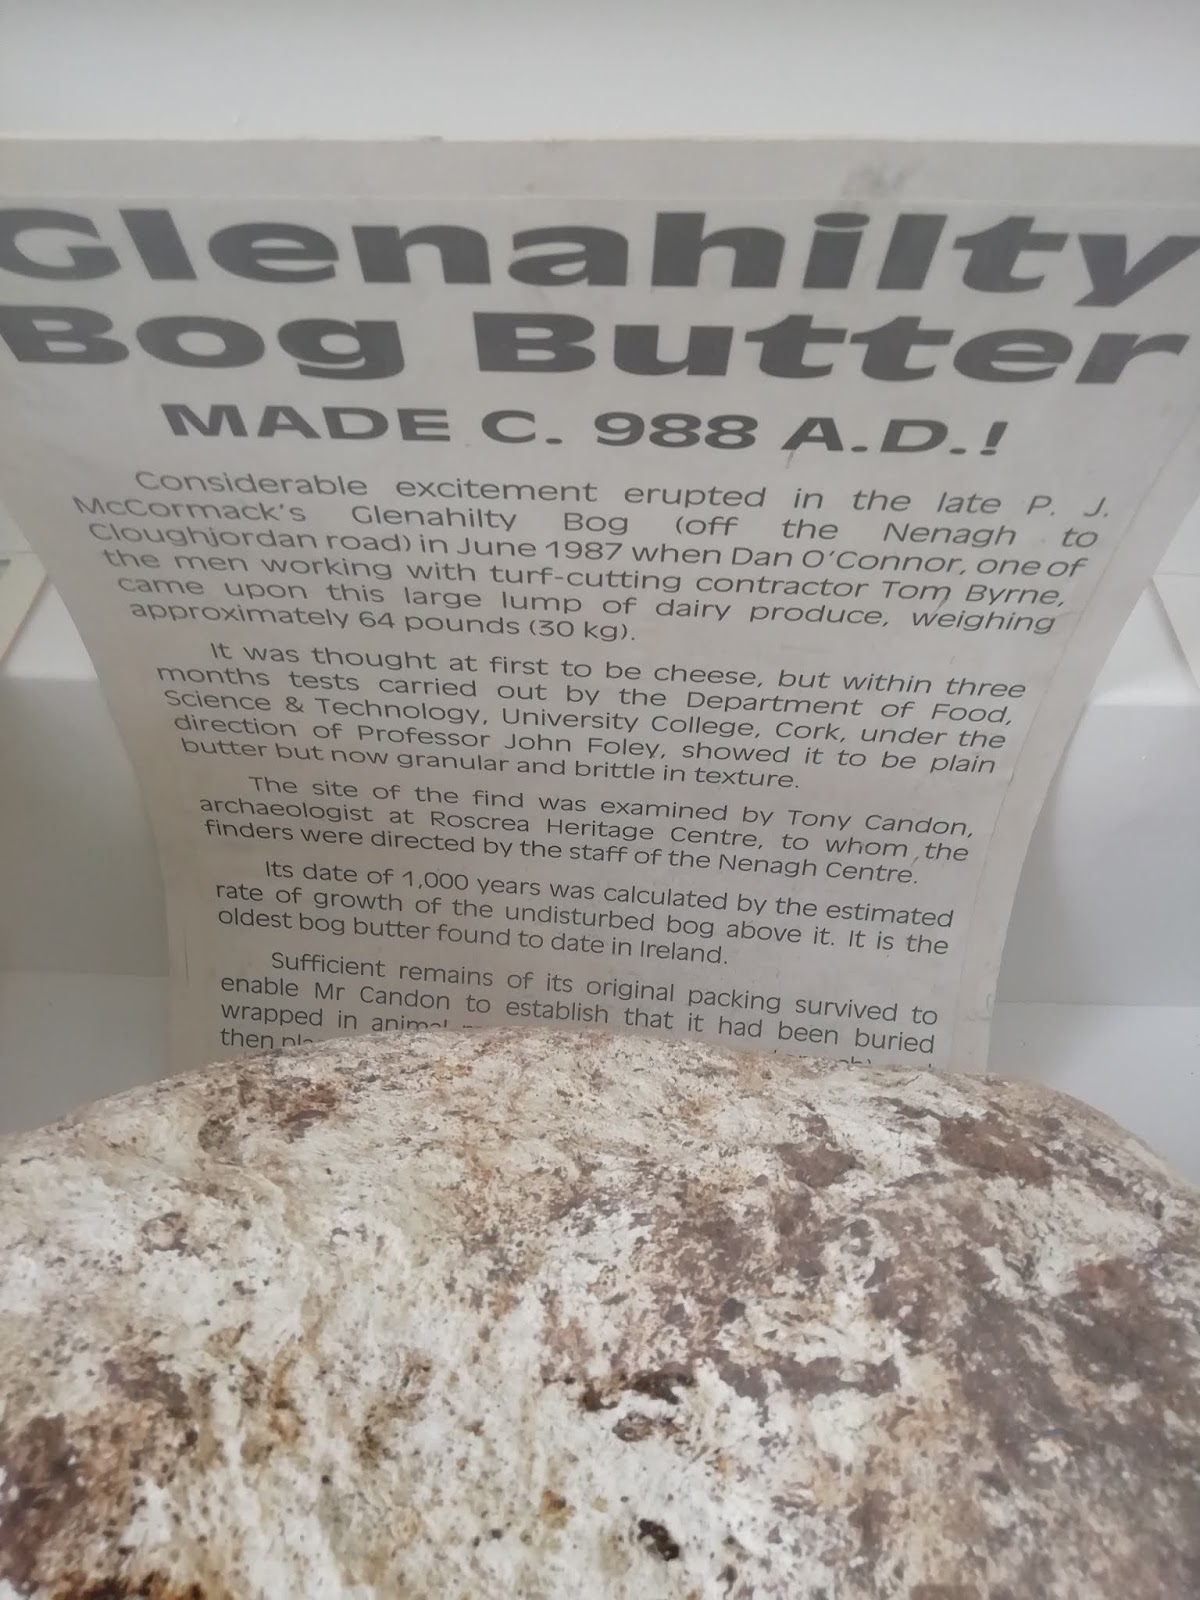 Glenahilty
Bog Butter
MADE C. 988 A.D.!
Considerable excitement erupted in the late P. J.
McCormack's Glenahilty Bog (off the Nenagh to
Cloughjordan road) in June 1987 when Dan O'Connor, one of
the men working with turf-cutting contractor Tom Byrne,
came upon this large lump of dairy produce, weighing
approximately 64 pounds (30 kg).
It was thought at first to be cheese, but within three
months tests carried out by the Department of Food,
Science & Technology, University College, Cork, under the
direction of Professor John Foley, showed it to be plain
butter but now granular and brittle in texture.
The site of the find was examined by Tony Candon,
archaeologist at Roscrea Heritage Centre, to whom the
finders were directed by the staff of the Nenagh Centre.
Its date of 1,000 years was calculated by the estimated
rate of growth of the undisturbed bog above it. It is the
oldest bog butter found to date in Ireland.
Sufficient remains of its original packing survived to
enable Mr Candon to establish that it had been buried
wrapped in animal
then